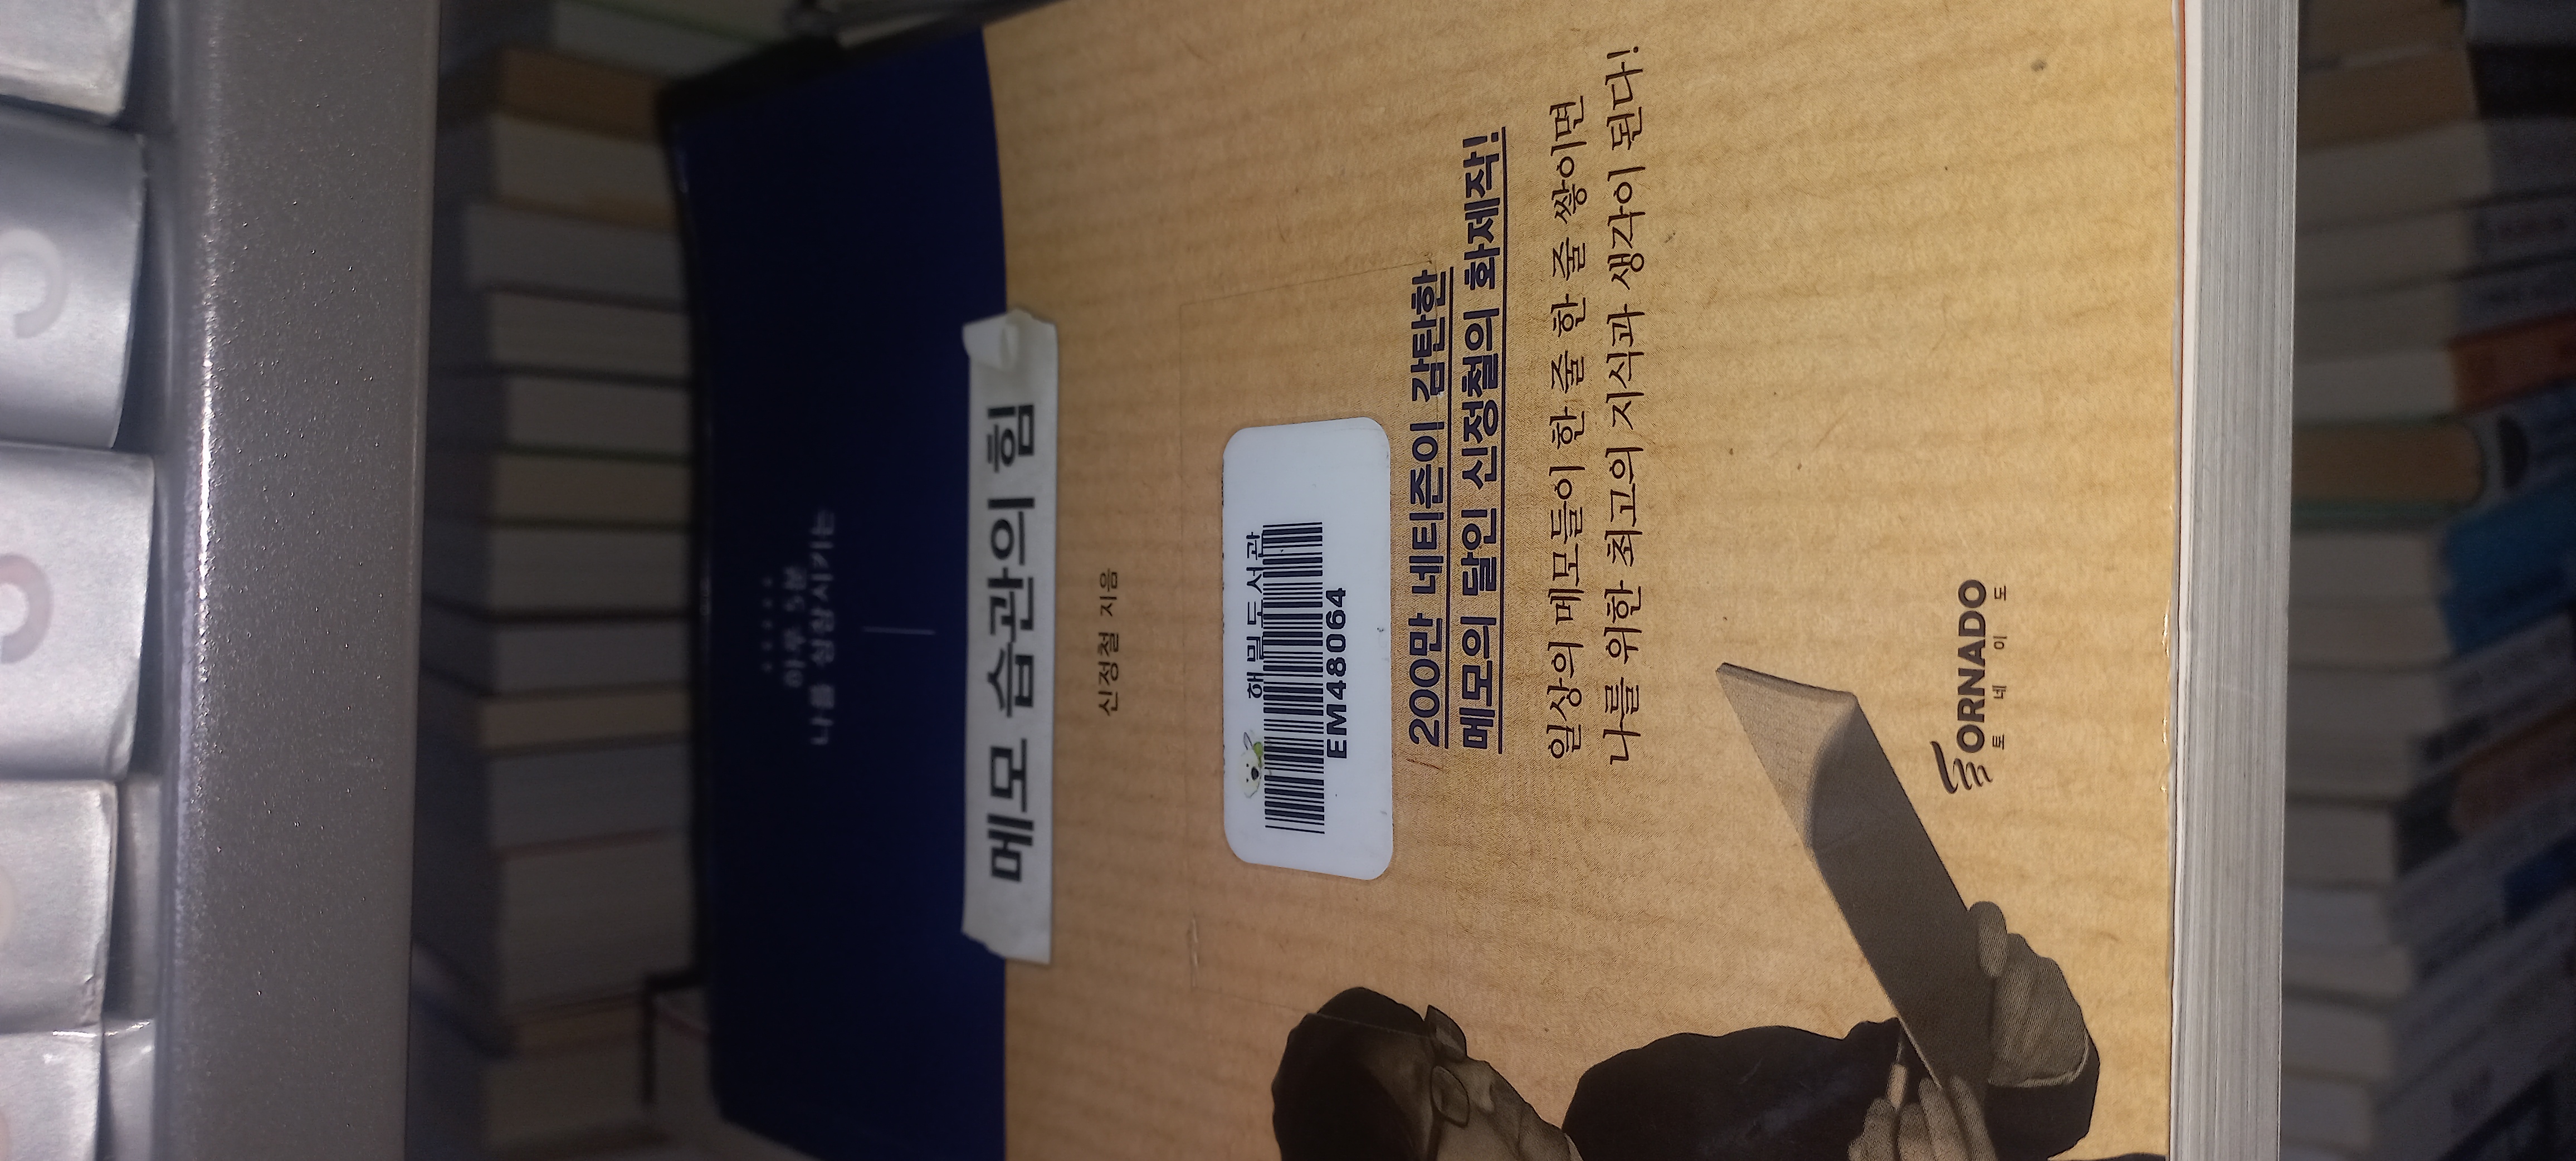 하루 5분
나를 성장시키는
메모 습관의 힘
신정철 지음
해밀도서관
EM48064
200만 네티즌이 감탄한
메모의 달인 신정철의 화제작!
일상의 메모들이 한 줄 한 줄 쌓이면
나를 위한 최고의 지식과 생각이 된다!
TORNADO
토네이도